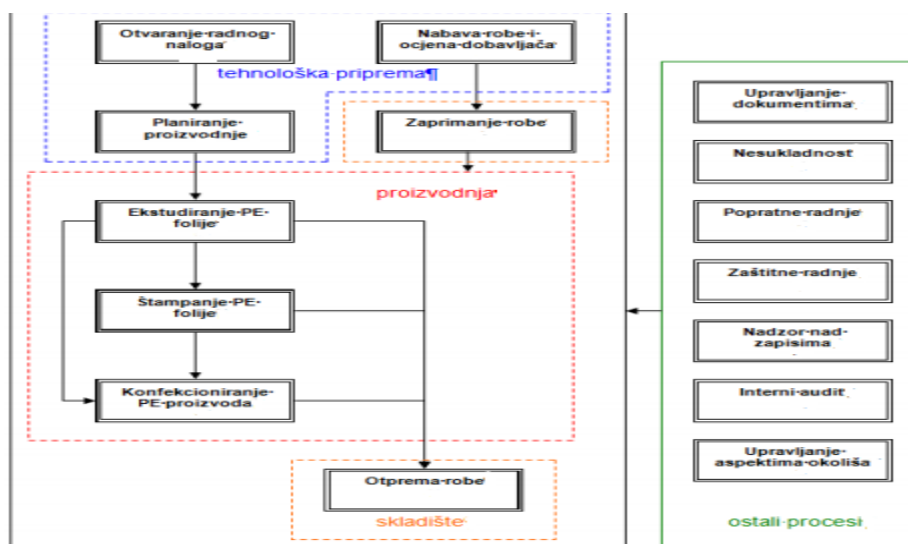 Otvaranje·radnog·
naloga
Nabava·robe·i·
ocjena·dobavljača
tehnološka·priprema¶
Planiranje·
proizvodnje
Zaprimanje·robe
proizvodnja
Ekstudiranje·PE·
folije
Štampanje·PE·
folije
Konfekcioniranje·
PE·proizvoda
Otprema·robe
skladište
Upravljanje·
dokumentima
Nesukladnost
Popratne·radnje
Zaštitne·radnje
Nadzor·nad·
zapisima
Interni·audit
Upravljanje·
aspektima·okoliša
ostali·procesi